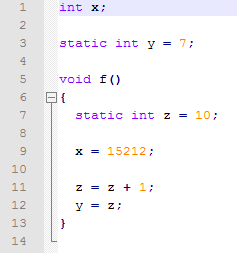 1 int x;
2
3 static int y = 7;
4
5 void f()
6 {
7   static int z = 10;
8
9   x = 15212;
10
11   z = z + 1;
12   y = z;
13 }
14